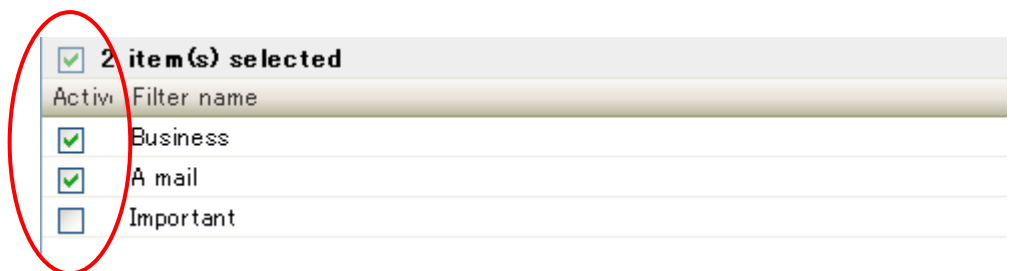 2 item(s) selected
Activ Filter name
Business
A mail
Important